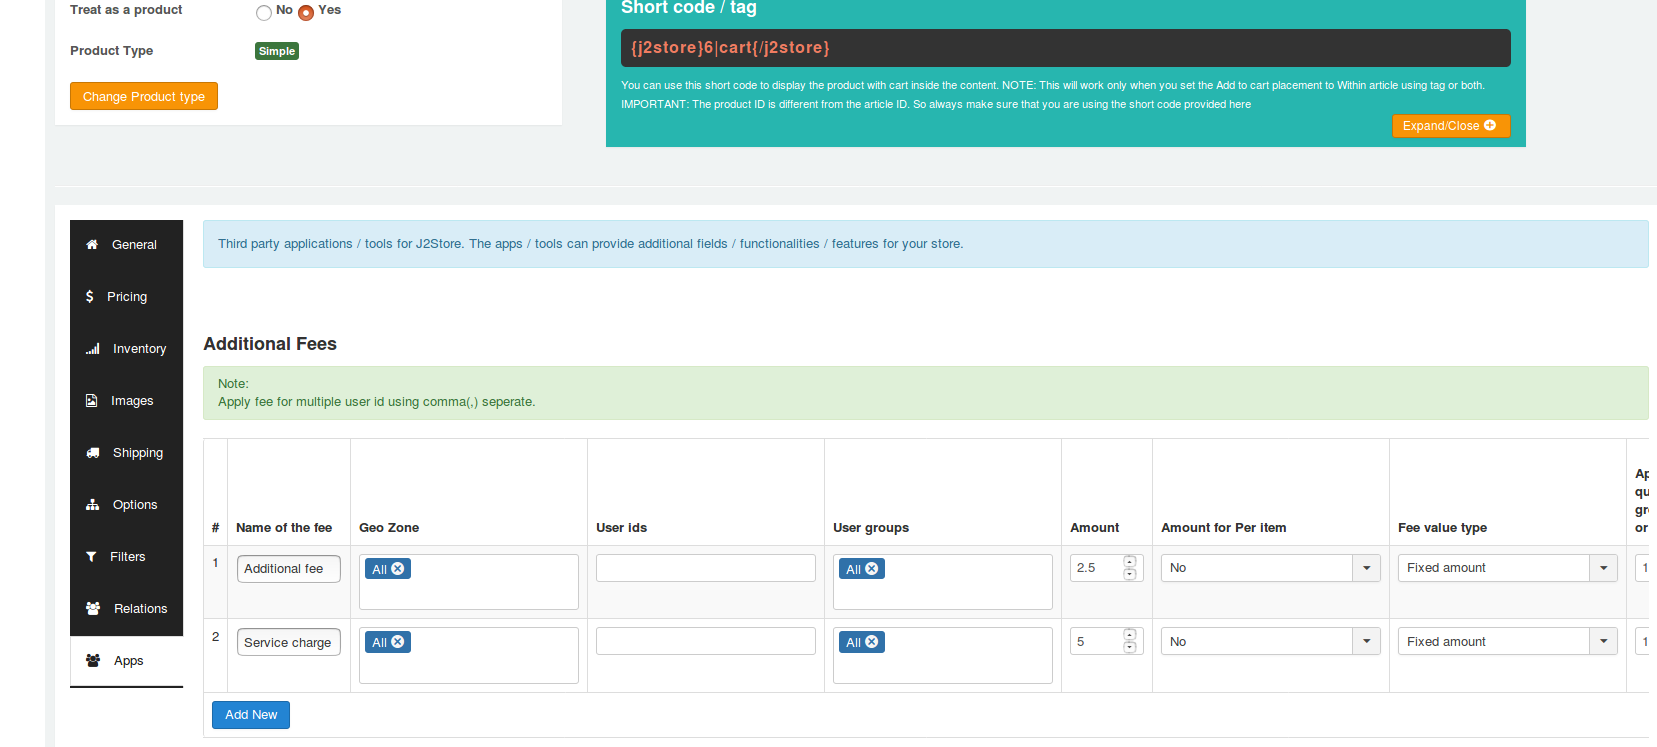 Treat as a product
No
Yes
Product Type
Simple
Change Product type
Short code / tag
{j2store}6|cart{/j2store}
You can use this short code to display the product with cart inside the content. NOTE: This will work only when you set the Add to cart placement to Within article using tag or both.
IMPORTANT: The product ID is different from the article ID. So always make sure that you are using the short code provided here
Expand/Close
General
Pricing
Inventory
Images
Shipping
Options
Filters
Relations
Apps
Third party applications / tools for J2Store. The apps / tools can provide additional fields / functionalities / features for your store.
Additional Fees
Note:
Apply fee for multiple user id using comma(,) seperate.
# Name of the fee Geo Zone User ids User groups Amount Amount for Per item Fee value type
or
1 Additional fee All All 2.5 No Fixed amount 1
2 Service charge All All 5 No Fixed amount 1
Add New